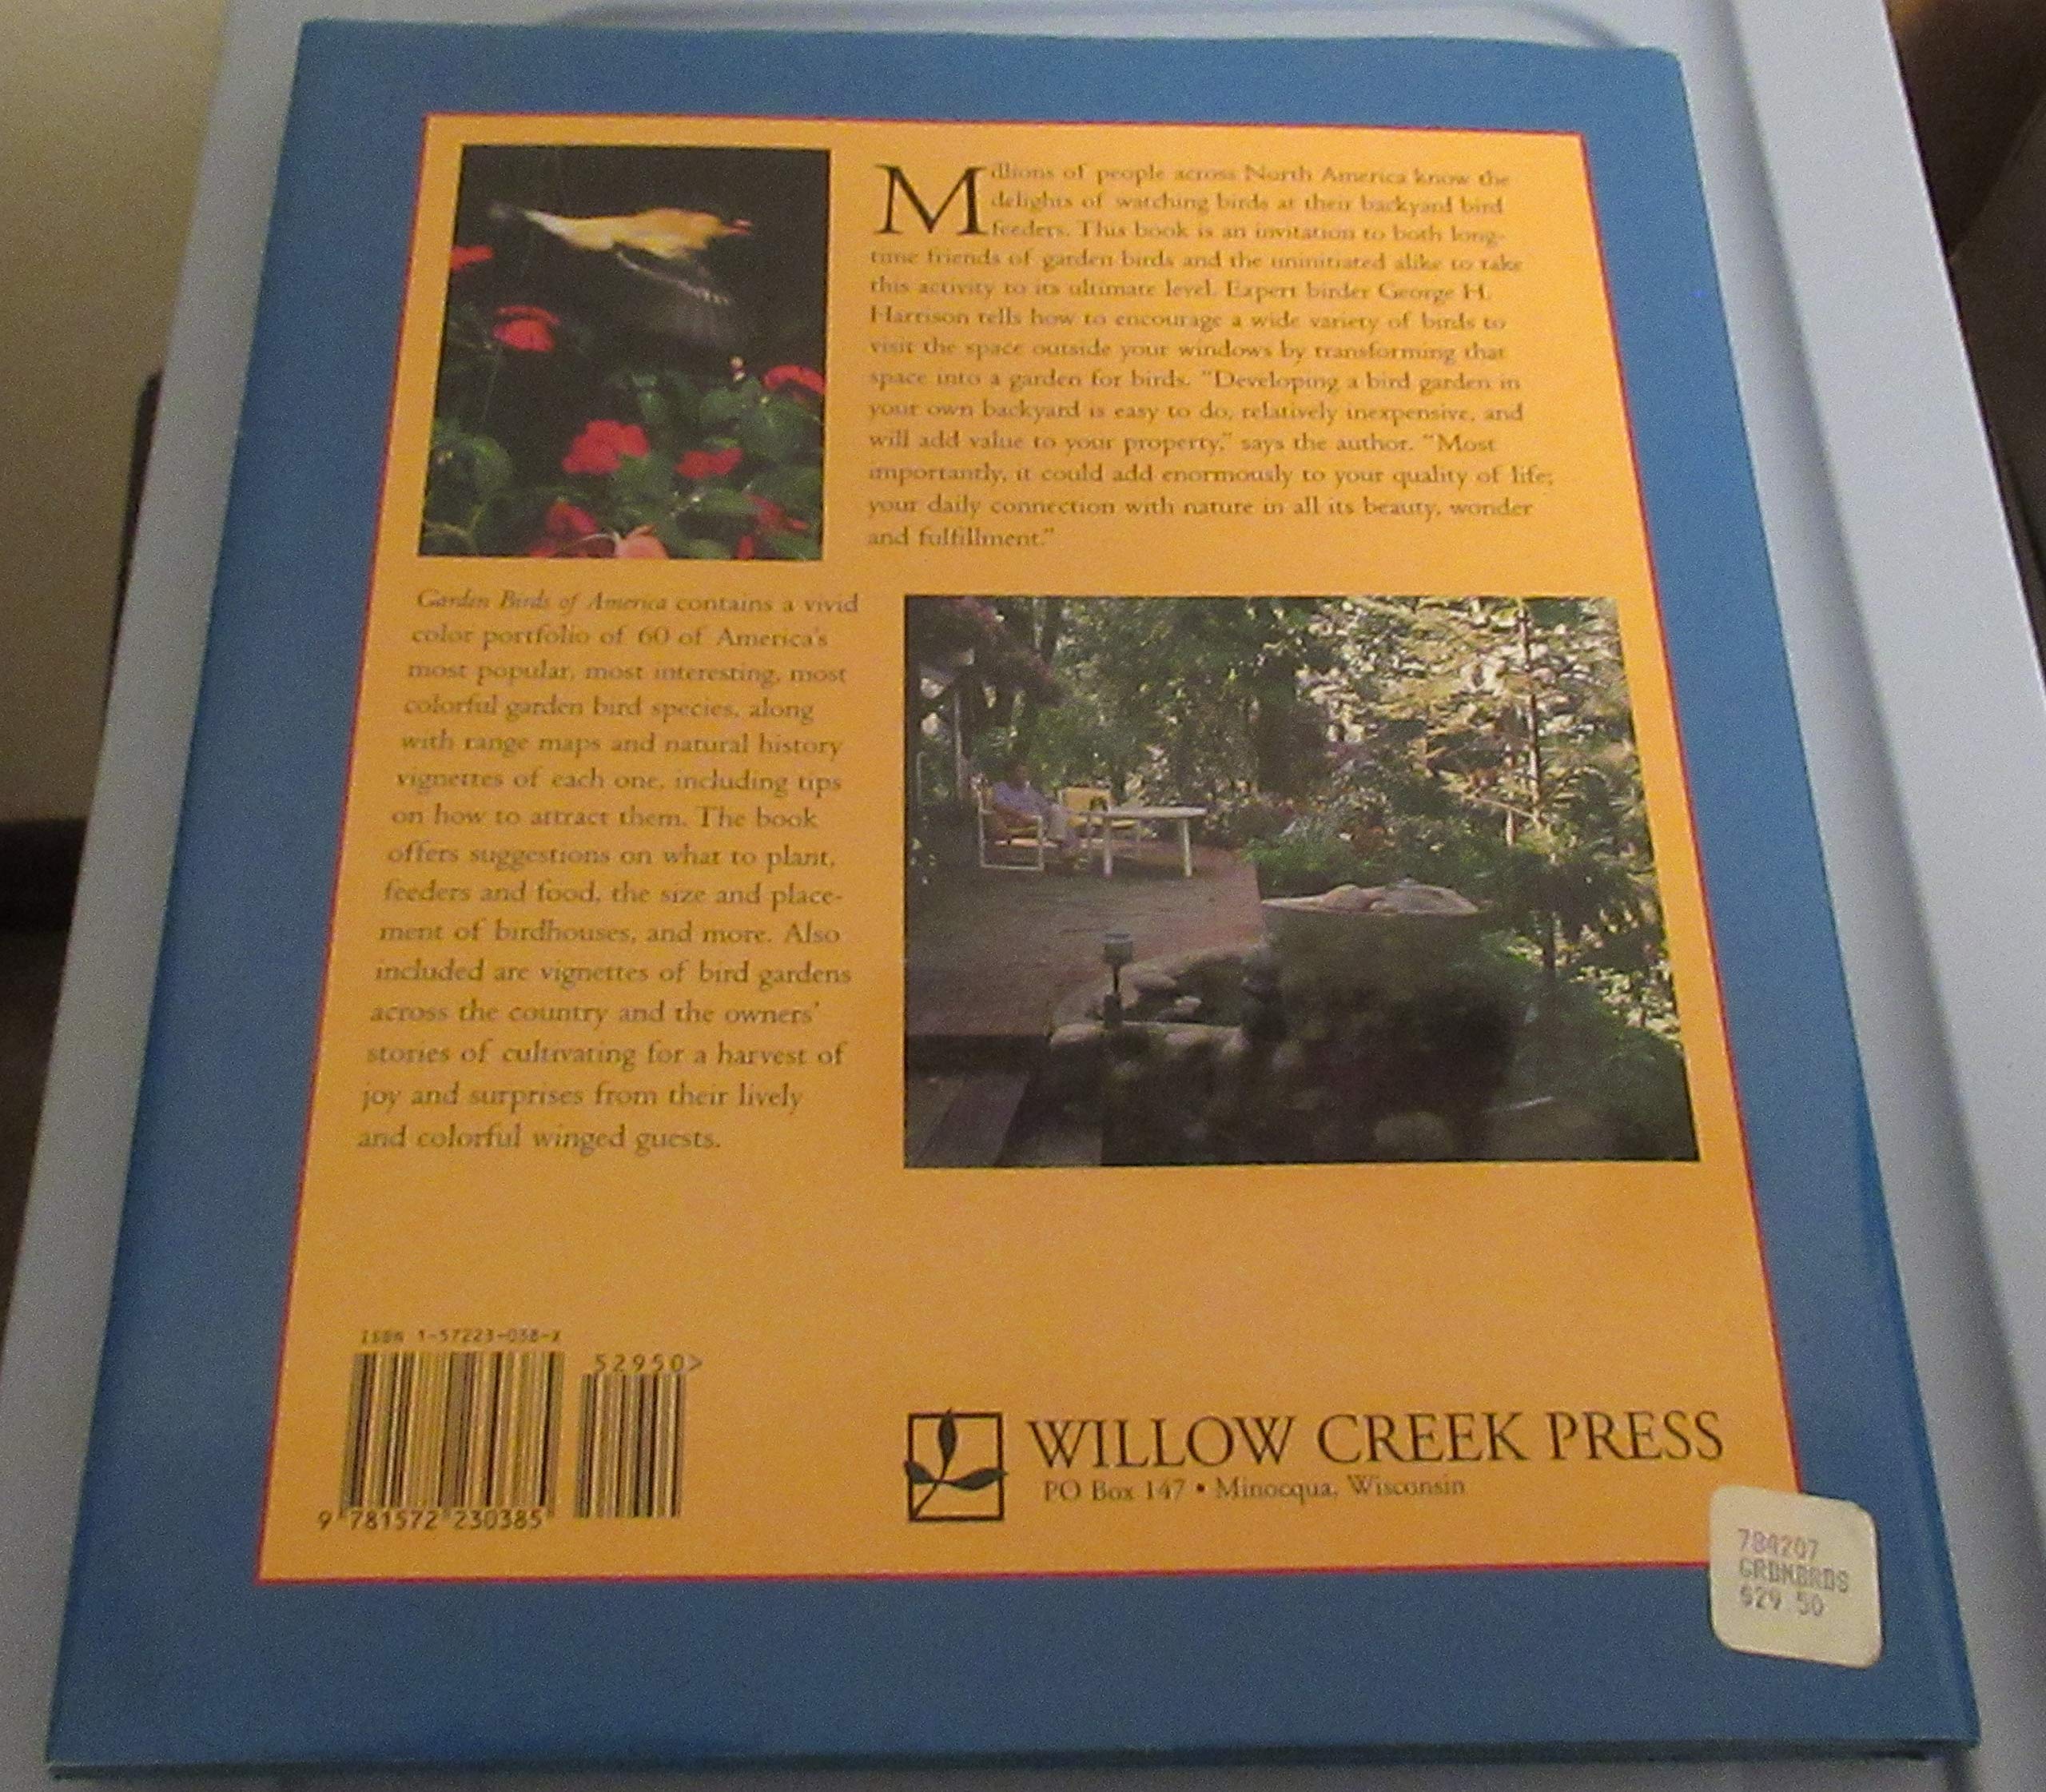 Millions of people across North America know the
delights of watching birds at their backyard bird
feeders. This book is an invitation to both long-
time friends of garden birds and the uninitiated alike to take
this activity to its ultimate level. Expert birder George H.
Harrison tells how to encourage a wide variety of birds to
visit the space outside your windows by transforming that
space into a garden for birds. “Developing a bird garden in
your own backyard is easy to do, relatively inexpensive, and
will add value to your property,” says the author. “Most
importantly, it could add enormously to your quality of life;
your daily connection with nature in all its beauty, wonder
and fulfillment.”
Garden Birds of America contains a vivid
color portfolio of 60 of America's
most popular, most interesting, most
colorful garden bird species, along
with range maps and natural history
vignettes of each one, including tips
on how to attract them. The book
offers suggestions on what to plant,
feeders and food, the size and place-
ment of birdhouses, and more. Also
included are vignettes of bird gardens
across the country and the owners'
stories of cultivating for a harvest of
joy and surprises from their lively
and colorful winged guests.
ISBN 1-57223-038-X
52950>
9 781572 230385
WILLOW CREEK PRESS
PO Box 147 • Minocqua, Wisconsin
784207
GRDNBRDS
$29.50